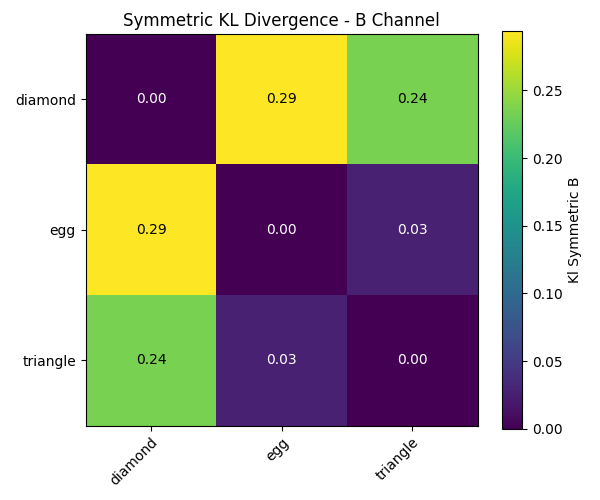 Symmetric KL Divergence - B Channel
diamond 0.00 0.29 0.24
egg 0.29 0.00 0.03
triangle 0.24 0.03 0.00
diamond egg triangle
0.25
0.20
0.15
0.10
0.05
0.00
Kl Symmetric B